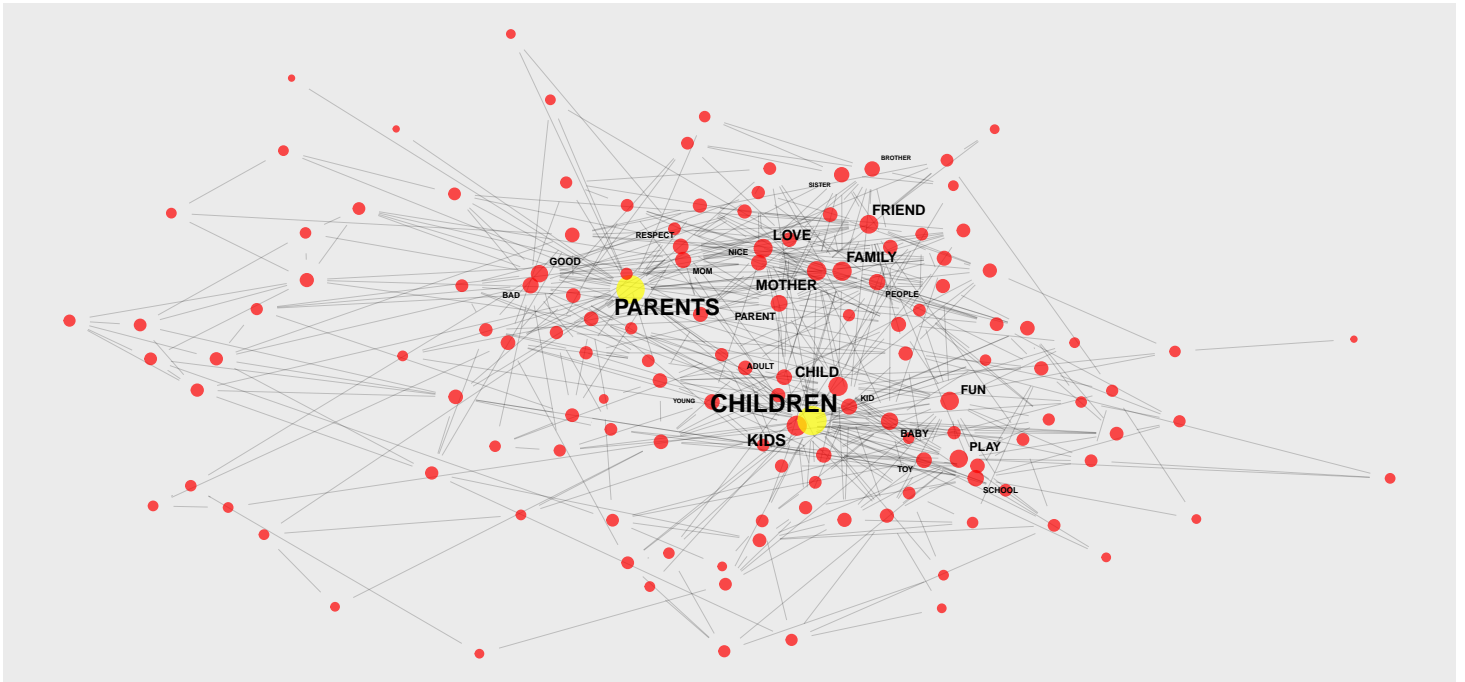 BROTHER
SISTER
FRIEND
RESPECT
LOVE
NICE
GOOD
FAMILY
MOM
MOTHER
BAD
PEOPLE
PARENTS
PARENT
ADULT
CHILD
FUN
KID
YOUNG
CHILDREN
BABY
KIDS
PLAY
TOY
SCHOOL